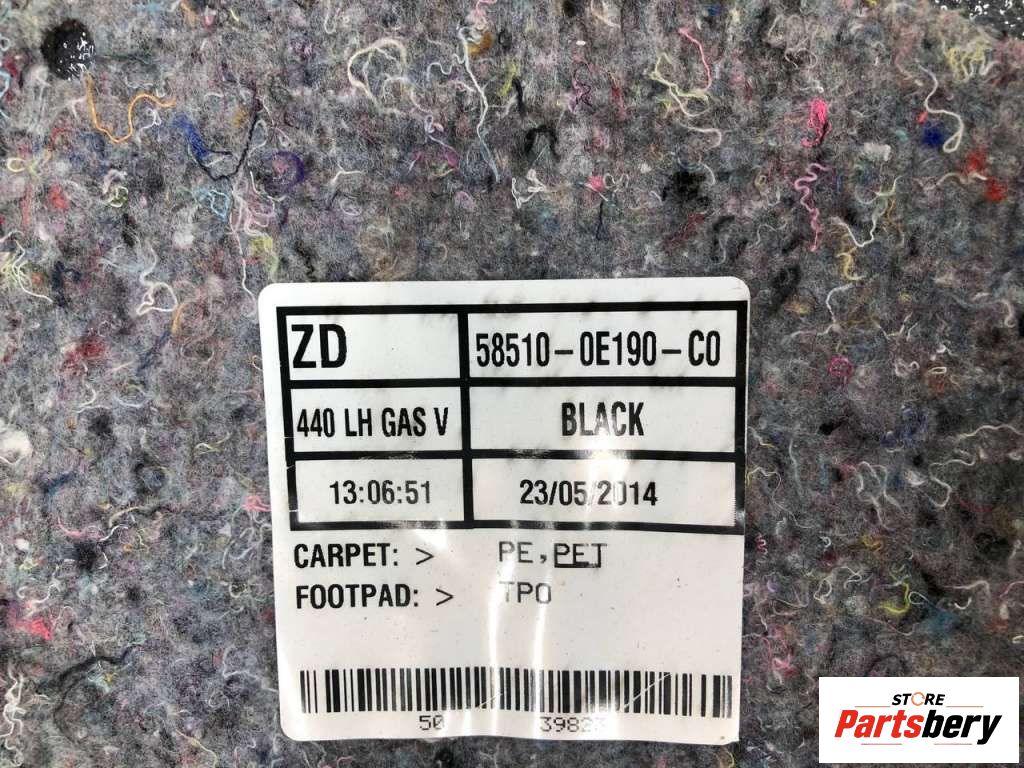 ZD 58510-0E190-C0
440 LH GAS V BLACK
13:06:51 23/05/2014
CARPET: > PE, PET
FOOTPAD: > TPO
50 39823
STORE
Partsbery